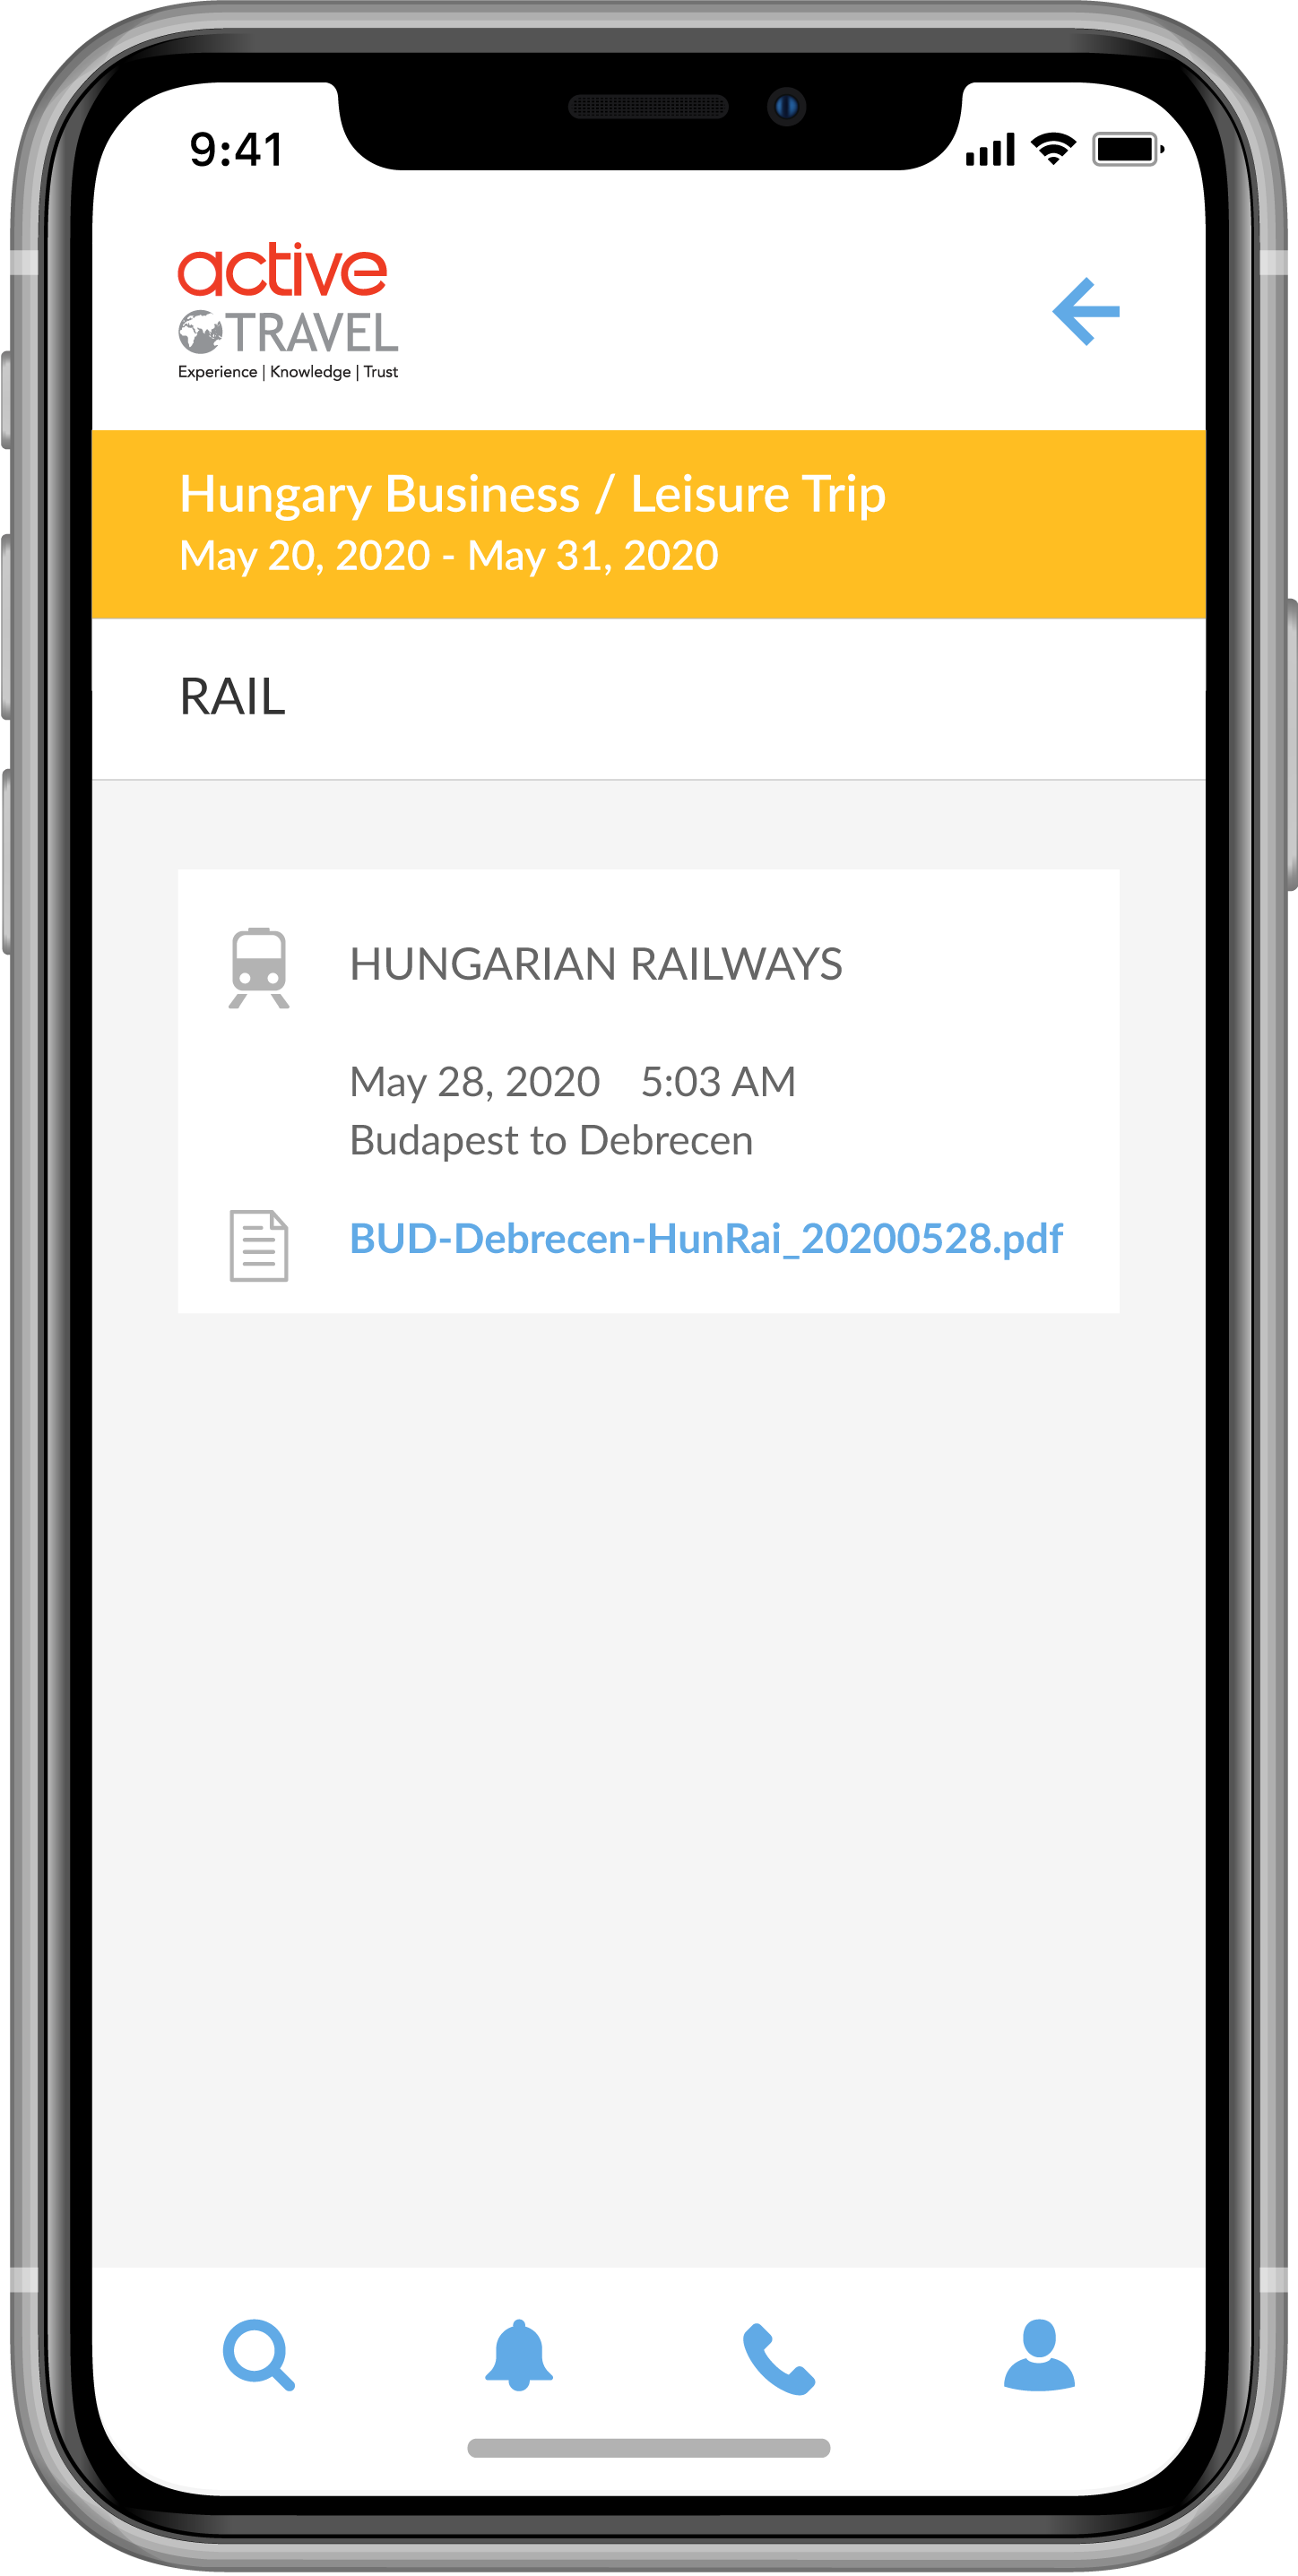 9:41
active
TRAVEL
Experience | Knowledge | Trust
Hungary Business / Leisure Trip
May 20, 2020 - May 31, 2020
RAIL
HUNGARIAN RAILWAYS
May 28, 2020 5:03 AM
Budapest to Debrecen
BUD-Debrecen-HunRai_20200528.pdf